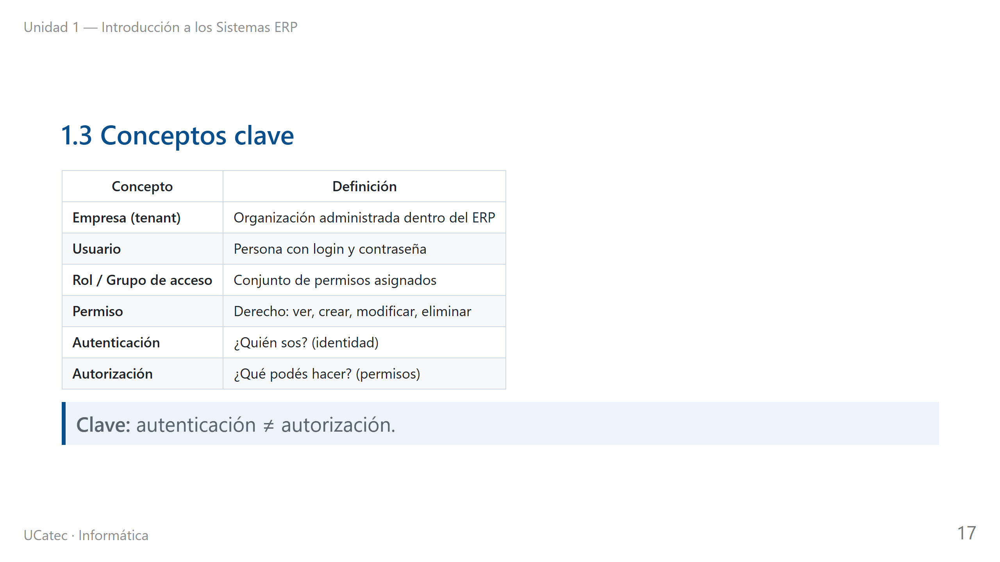 Unidad 1 — Introducción a los Sistemas ERP
1.3 Conceptos clave
Concepto Definición
Empresa (tenant) Organización administrada dentro del ERP
Usuario Persona con login y contraseña
Rol / Grupo de acceso Conjunto de permisos asignados
Permiso Derecho: ver, crear, modificar, eliminar
Autenticación ¿Quién sos? (identidad)
Autorización ¿Qué podés hacer? (permisos)
Clave: autenticación ≠ autorización.
UCatec · Informática
17